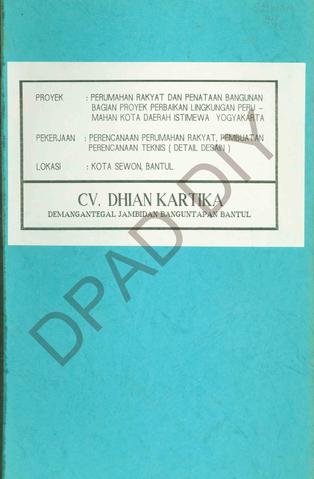 PROYEK : PERUMAHAN RAKYAT DAN PENATAAN BANGUNAN
BAGIAN PROYEK PERBAIKAN LINGKUNGAN PERU -
MAHAN KOTA DAERAH ISTIMEWA YOGYAKARTA
PEKERJAAN : PERENCANAAN PERUMAHAN RAKYAT, PEMBUATAN
PERENCANAAN TEKNIS ( DETAIL DESAIN )
LOKASI : KOTA SEWON, BANTUL.
CV. DHIAN KARTIKA
DEMANGANTEGAL JAMBIDAN BANGUNTAPAN BANTUL
DPAD DIY